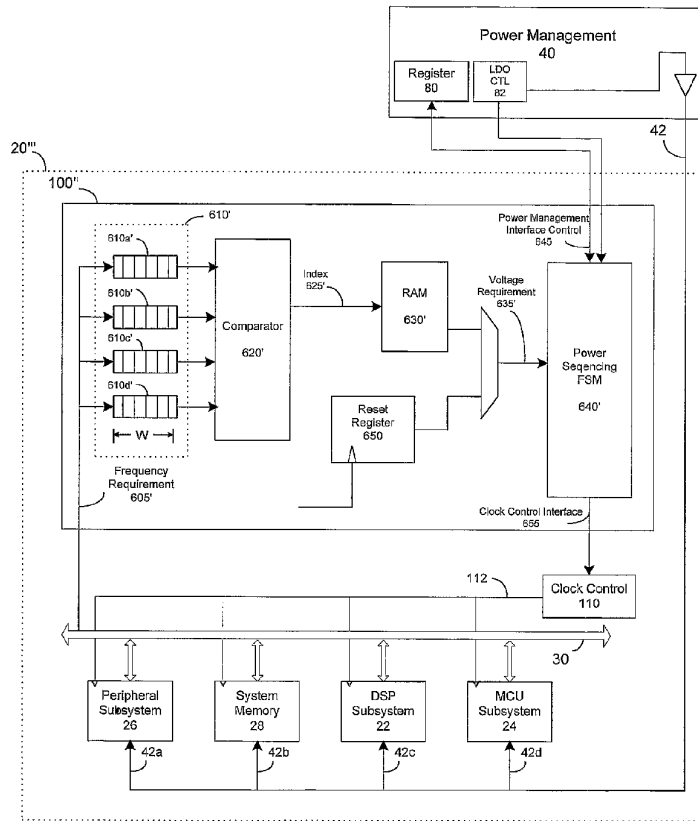 Power Management
40
Register
80
LDO
CTL
82
42
20'''
100''
610'
610a'
610b'
610c'
610d'
W
Frequency
Requirement
605'
Comparator
620'
Index
625'
RAM
630'
Reset
Register
650
Voltage
Requirement
635'
Power Management
Interface Control
645
Power
Seqencing
FSM
640'
Clock Control Interface
655
Clock Control
110
112
30
Peripheral
Subsystem
26
System
Memory
28
DSP
Subsystem
22
MCU
Subsystem
24
42a
42b
42c
42d